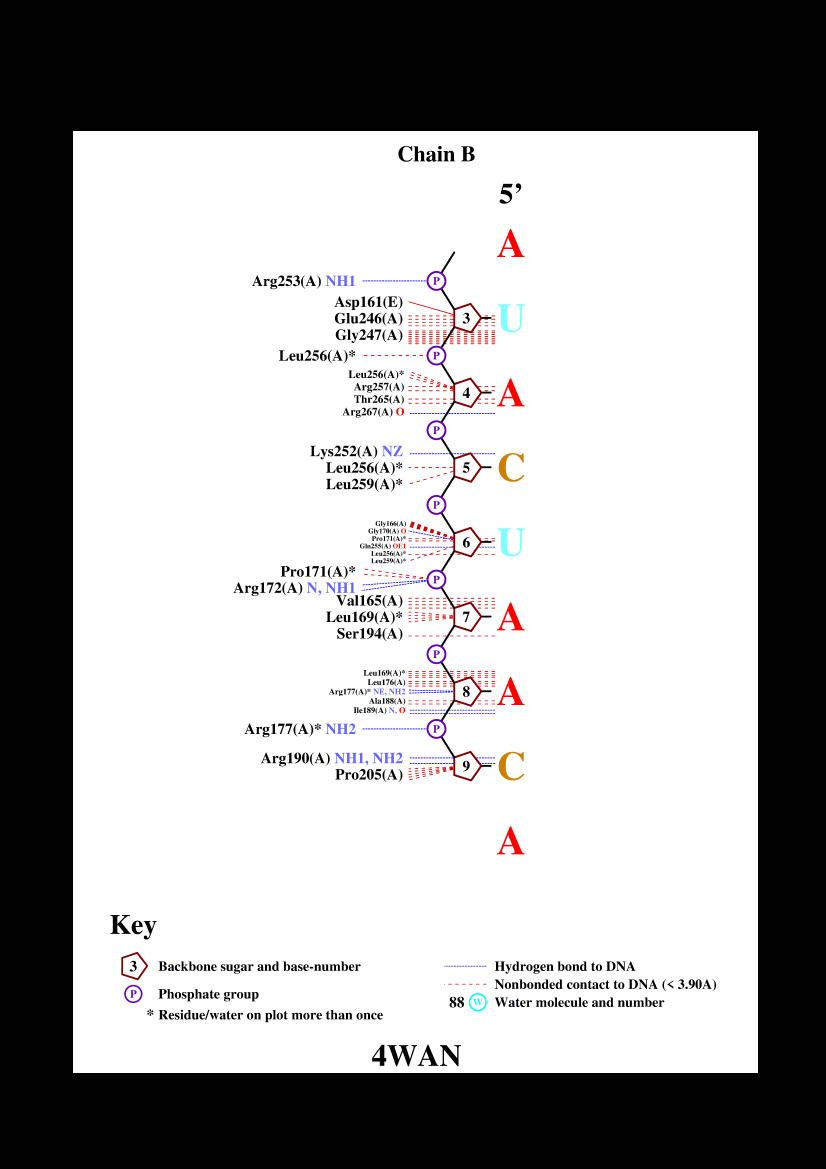 Chain B
5’
A
P
Arg253(A) NH1
Asp161(E)
Glu246(A)
3 U
Gly247(A)
Leu256(A)* P
Leu256(A)*
Arg257(A)
4 A
Thr265(A)
Arg267(A) O
P
Lys252(A) NZ
Leu256(A)* 5 C
Leu259(A)*
P
Gly166(A)
Gly170(A) O
Pro171(A)*
6 U
Gln255(A) OE1
Leu256(A)*
Leu259(A)*
Pro171(A)*
P
Arg172(A) N, NH1
Val165(A)
Leu169(A)* 7 A
Ser194(A)
P
Leu169(A)*
Leu176(A)
Arg177(A)* NE, NH2 8 A
Ala188(A)
Ile189(A) N, O
Arg177(A)* NH2 P
Arg190(A) NH1, NH2
9 C
Pro205(A)
A
Key
3 Backbone sugar and base-number
P Phosphate group
* Residue/water on plot more than once
Hydrogen bond to DNA
Nonbonded contact to DNA (< 3.90A)
88 W Water molecule and number
4WAN